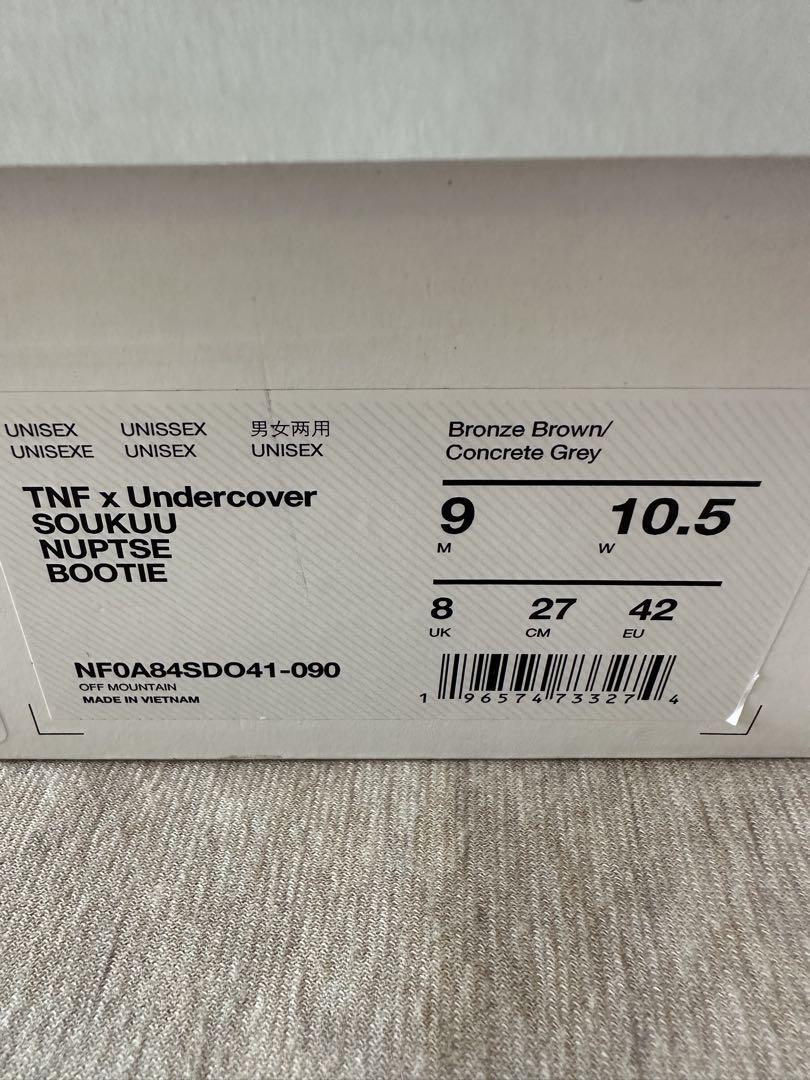 UNISEX UNISSEX 男女两用
UNISEXE UNISEX UNISEX
TNF x Undercover
SOUKUU
NUPTSE
BOOTIE
NF0A84SDO41-090
OFF MOUNTAIN
MADE IN VIETNAM
Bronze Brown/
Concrete Grey
9 10.5
M W
8 27 42
UK CM EU
1 96574 73327 4